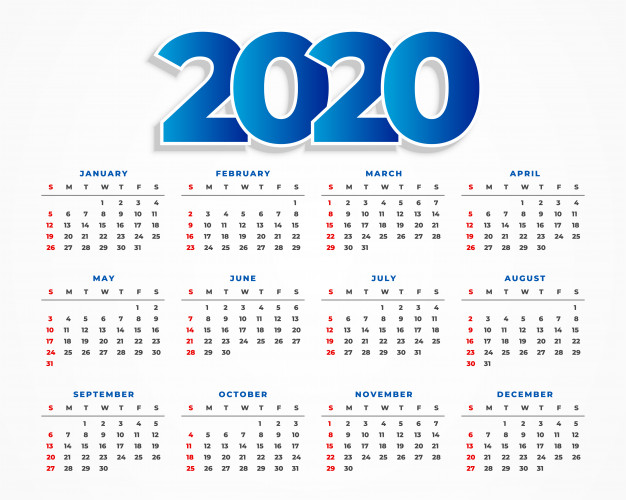 2020
JANUARY
S M T W T F S
1 2 3 4
5 6 7 8 9 10 11
12 13 14 15 16 17 18
19 20 21 22 23 24 25
26 27 28 29 30 31
FEBRUARY
S M T W T F S
1
2 3 4 5 6 7 8
9 10 11 12 13 14 15
16 17 18 19 20 21 22
23 24 25 26 27 28 29
MARCH
S M T W T F S
1 2 3 4 5 6 7
8 9 10 11 12 13 14
15 16 17 18 19 20 21
22 23 24 25 26 27 28
29 30 31
APRIL
S M T W T F S
1 2 3 4
5 6 7 8 9 10 11
12 13 14 15 16 17 18
19 20 21 22 23 24 25
26 27 28 29 30
MAY
S M T W T F S
1 2
3 4 5 6 7 8 9
10 11 12 13 14 15 16
17 18 19 20 21 22 23
24 25 26 27 28 29 30
31
JUNE
S M T W T F S
1 2 3 4 5 6
7 8 9 10 11 12 13
14 15 16 17 18 19 20
21 22 23 24 25 26 27
28 29 30
JULY
S M T W T F S
1 2 3 4
5 6 7 8 9 10 11
12 13 14 15 16 17 18
19 20 21 22 23 24 25
26 27 28 29 30 31
AUGUST
S M T W T F S
1
2 3 4 5 6 7 8
9 10 11 12 13 14 15
16 17 18 19 20 21 22
23 24 25 26 27 28 29
30 31
SEPTEMBER
S M T W T F S
1 2 3 4 5
6 7 8 9 10 11 12
13 14 15 16 17 18 19
20 21 22 23 24 25 26
27 28 29 30
OCTOBER
S M T W T F S
1 2 3
4 5 6 7 8 9 10
11 12 13 14 15 16 17
18 19 20 21 22 23 24
25 26 27 28 29 30 31
NOVEMBER
S M T W T F S
1 2 3 4 5 6 7
8 9 10 11 12 13 14
15 16 17 18 19 20 21
22 23 24 25 26 27 28
29 30
DECEMBER
S M T W T F S
1 2 3 4 5
6 7 8 9 10 11 12
13 14 15 16 17 18 19
20 21 22 23 24 25 26
27 28 29 30 31